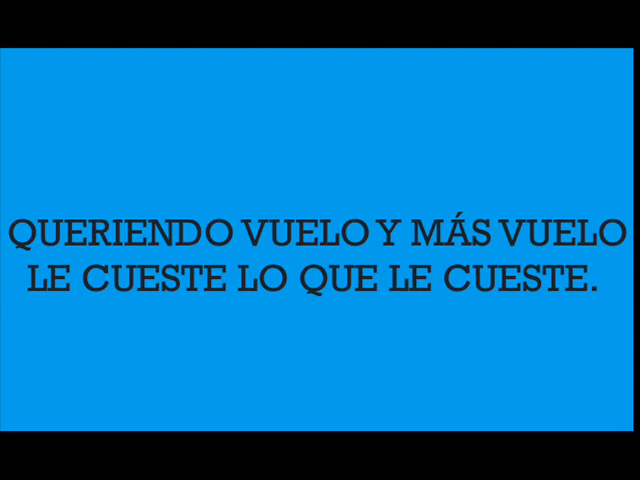 QUERIENDO VUELO Y MÁS VUELO
LE CUESTE LO QUE LE CUESTE.